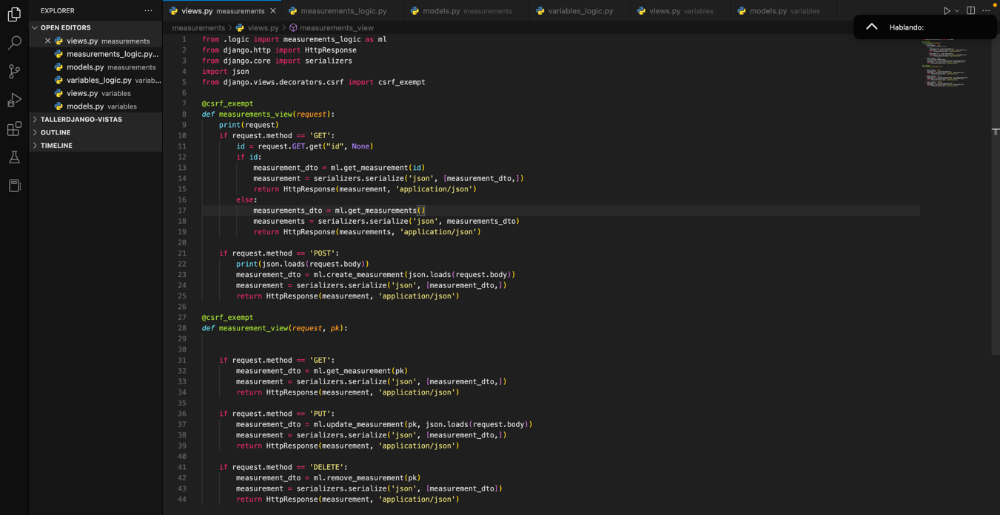 EXPLORER
OPEN EDITORS
views.py measurements
measurements_logic.py...
models.py measurements
variables_logic.py variab...
views.py variables
models.py variables
TALLERDJANGO-VISTAS
OUTLINE
TIMELINE
views.py measurements
measurements_logic.py
models.py measurements
variables_logic.py
views.py variables
models.py variables
Hablando:
measurements > views.py > measurements_view
1 from .logic import measurements_logic as ml
2 from django.http import HttpResponse
3 from django.core import serializers
4 import json
5 from django.views.decorators.csrf import csrf_exempt
6
7 @csrf_exempt
8 def measurements_view(request):
9     print(request)
10     if request.method == 'GET':
11         id = request.GET.get("id", None)
12         if id:
13             measurement_dto = ml.get_measurement(id)
14             measurement = serializers.serialize('json', [measurement_dto,])
15             return HttpResponse(measurement, 'application/json')
16         else:
17             measurements_dto = ml.get_measurements()
18             measurements = serializers.serialize('json', measurements_dto)
19             return HttpResponse(measurements, 'application/json')
20
21     if request.method == 'POST':
22         print(json.loads(request.body))
23         measurement_dto = ml.create_measurement(json.loads(request.body))
24         measurement = serializers.serialize('json', [measurement_dto,])
25         return HttpResponse(measurement, 'application/json')
26
27 @csrf_exempt
28 def measurement_view(request, pk):
29
30
31     if request.method == 'GET':
32         measurement_dto = ml.get_measurement(pk)
33         measurement = serializers.serialize('json', [measurement_dto,])
34         return HttpResponse(measurement, 'application/json')
35
36     if request.method == 'PUT':
37         measurement_dto = ml.update_measurement(pk, json.loads(request.body))
38         measurement = serializers.serialize('json', [measurement_dto,])
39         return HttpResponse(measurement, 'application/json')
40
41     if request.method == 'DELETE':
42         measurement_dto = ml.remove_measurement(pk)
43         measurement = serializers.serialize('json', [measurement_dto])
44         return HttpResponse(measurement, 'application/json')